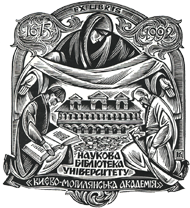 EX LIBRIS
1615
1992
НАУКОВА
БІБЛІОТЕКА
УНІВЕРСИТЕТУ
"КИЄВО-МОГИЛЯНСЬКА АКАДЕМІЯ"